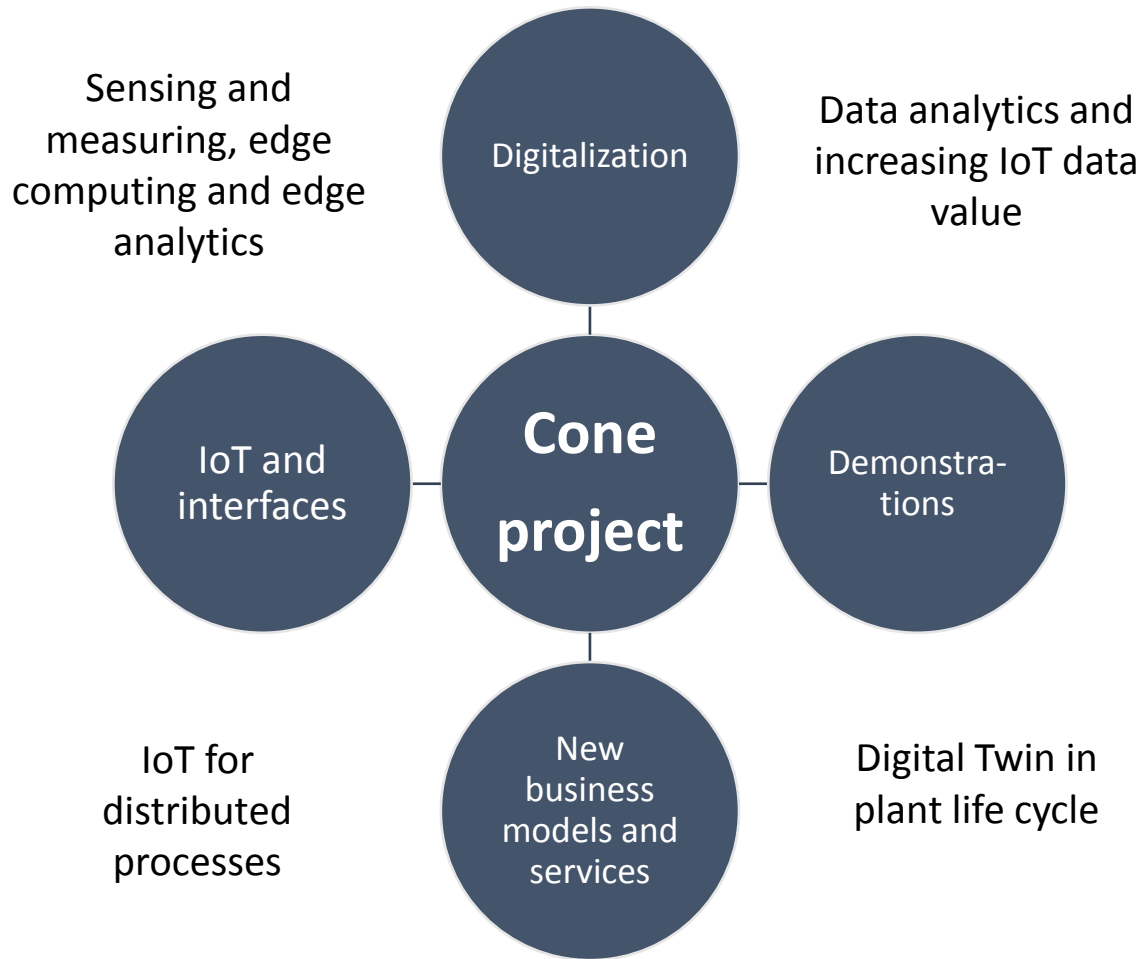 Sensing and
measuring, edge
computing and edge
analytics
Digitalization
Data analytics and
increasing IoT data
value
IoT and
interfaces
Cone
project
Demonstra-
tions
IoT for
distributed
processes
New
business
models and
services
Digital Twin in
plant life cycle